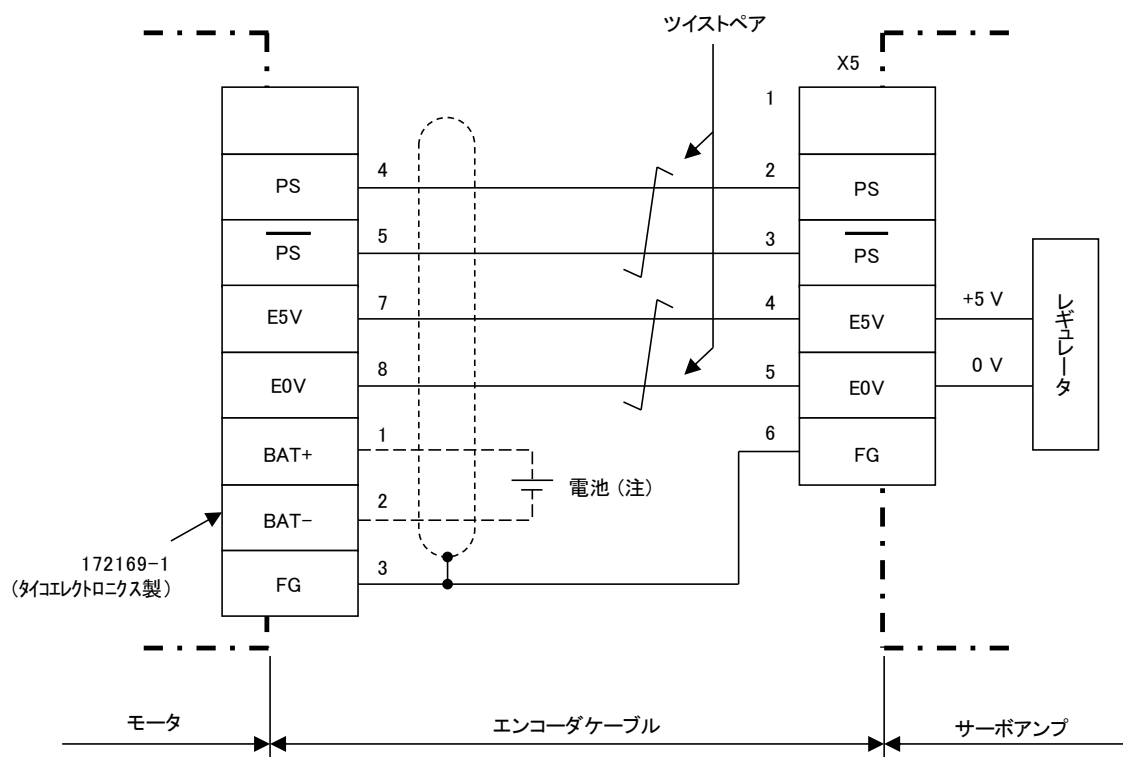 ツイストペア
X5
1
PS 4 2 PS
PS 5 3 PS
E5V 7 4 E5V +5 V
E0V 8 5 E0V 0 V
レギュレータ
BAT+ 1 6 FG
電池 (注)
BAT- 2
172169-1
(タイコエレクトロニクス製)
FG 3
モータ エンコーダケーブル サーボアンプ